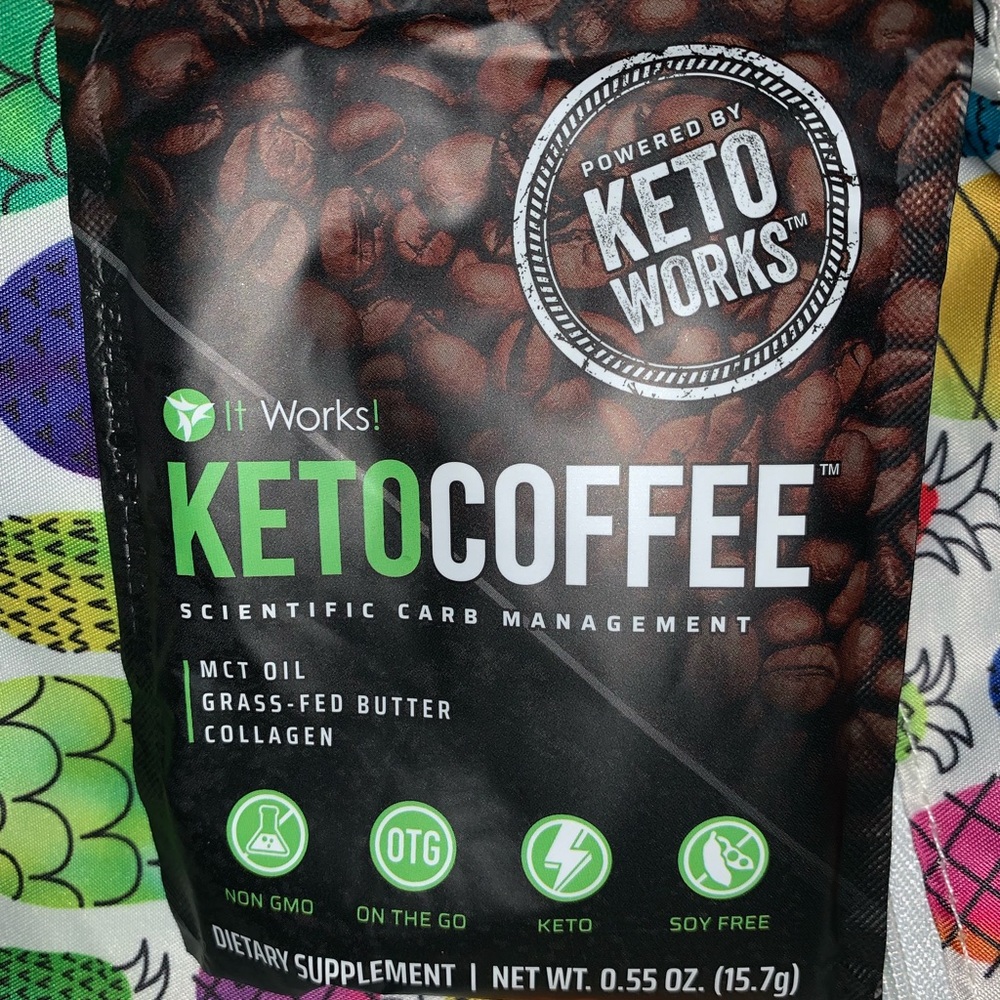 POWERED BY
KETO
WORKS™
It Works!
KETOCOFFEE™
SCIENTIFIC CARB MANAGEMENT
MCT OIL
GRASS-FED BUTTER
COLLAGEN
OTG
NON GMO
ON THE GO
KETO
SOY FREE
DIETARY SUPPLEMENT | NET WT. 0.55 OZ. (15.7g)